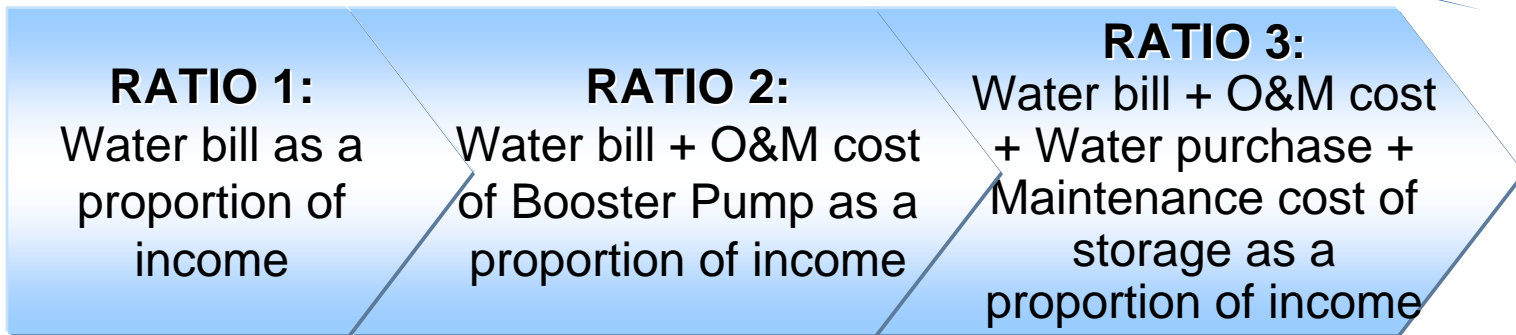 RATIO 1:
Water bill as a
proportion of
income
RATIO 2:
Water bill + O&M cost
of Booster Pump as a
proportion of income
RATIO 3:
Water bill + O&M cost
+ Water purchase +
Maintenance cost of
storage as a
proportion of income